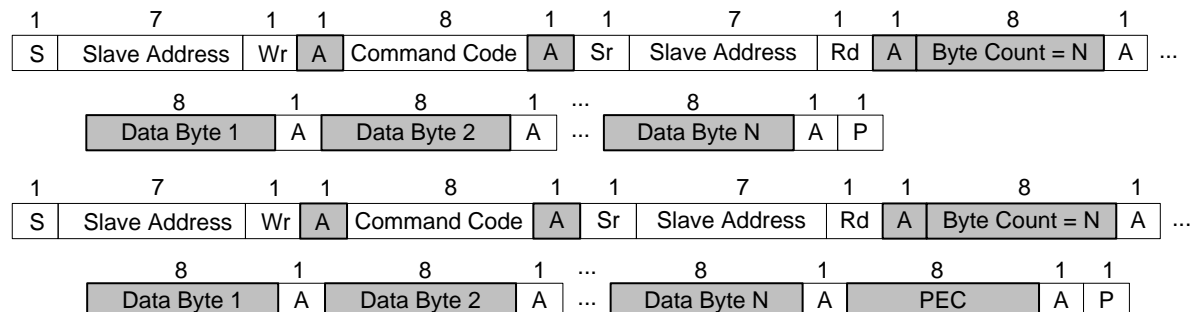 1 7 1 1 8 1 1 7 1 1 8 1
S Slave Address Wr A Command Code A Sr Slave Address Rd A Byte Count = N A ...
8 1 8 1 ... 8 1 1
Data Byte 1 A Data Byte 2 A ... Data Byte N A P
1 7 1 1 8 1 1 7 1 1 8 1
S Slave Address Wr A Command Code A Sr Slave Address Rd A Byte Count = N A ...
8 1 8 1 ... 8 1 8 1 1
Data Byte 1 A Data Byte 2 A ... Data Byte N A PEC A P